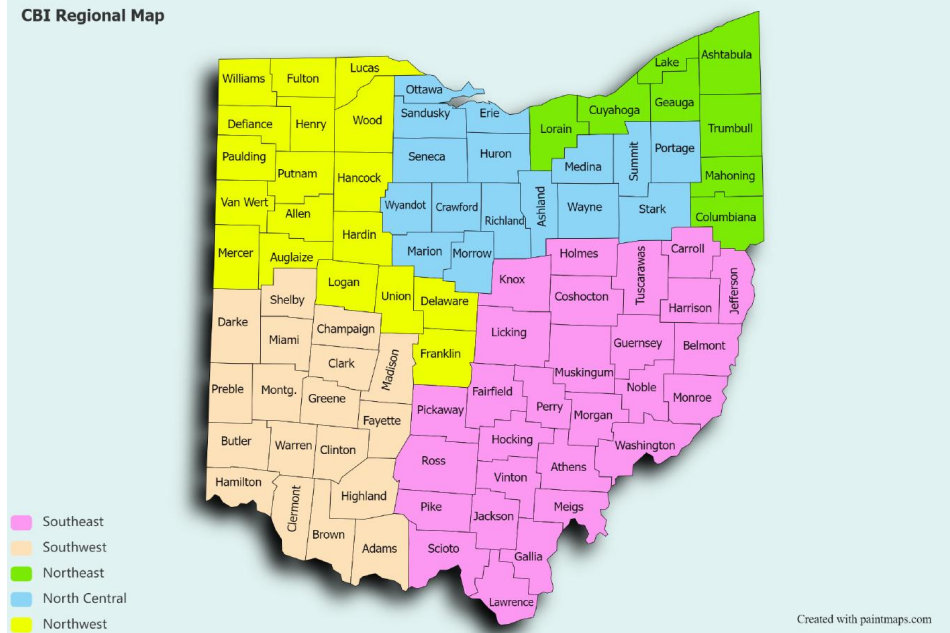 CBI Regional Map
Ashtabula
Lake
Lucas
Williams
Fulton
Ottawa
Geauga
Cuyahoga
Sandusky
Erie
Wood
Defiance
Henry
Lorain
Trumbull
Portage
Summit
Seneca
Huron
Paulding
Medina
Putnam
Hancock
Mahoning
Van Wert
Allen
Wyandot
Crawford
Richland
Ashland
Wayne
Stark
Columbiana
Hardin
Mercer
Auglaize
Marion
Morrow
Holmes
Tuscarawas
Carroll
Jefferson
Logan
Knox
Union
Delaware
Coshocton
Harrison
Shelby
Darke
Champaign
Licking
Miami
Guernsey
Belmont
Franklin
Clark
Madison
Muskingum
Preble
Montg.
Greene
Fairfield
Noble
Monroe
Pickaway
Perry
Morgan
Fayette
Butler
Warren
Clinton
Hocking
Washington
Ross
Athens
Vinton
Hamilton
Highland
Clermont
Pike
Jackson
Meigs
Brown
Adams
Scioto
Gallia
Lawrence
Southeast
Southwest
Northeast
North Central
Northwest
Created with paintmaps.com